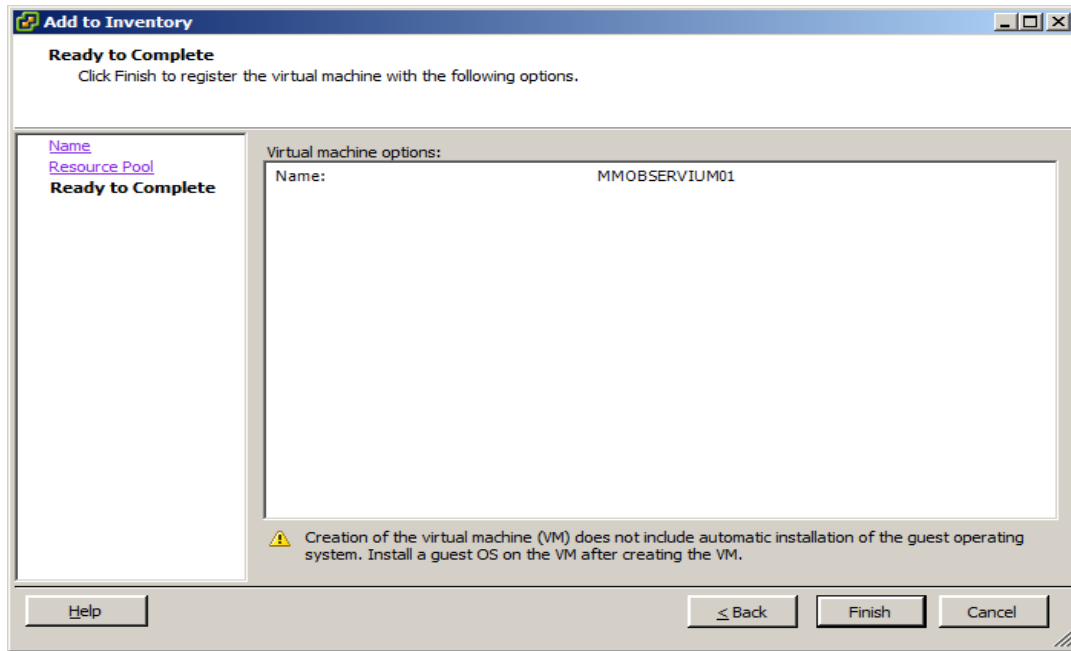 Add to Inventory
Ready to Complete
Click Finish to register the virtual machine with the following options.
Name
Resource Pool
Ready to Complete
Virtual machine options:
Name: MMOBSERVIUM01
Creation of the virtual machine (VM) does not include automatic installation of the guest operating
system. Install a guest OS on the VM after creating the VM.
Help
< Back
Finish
Cancel